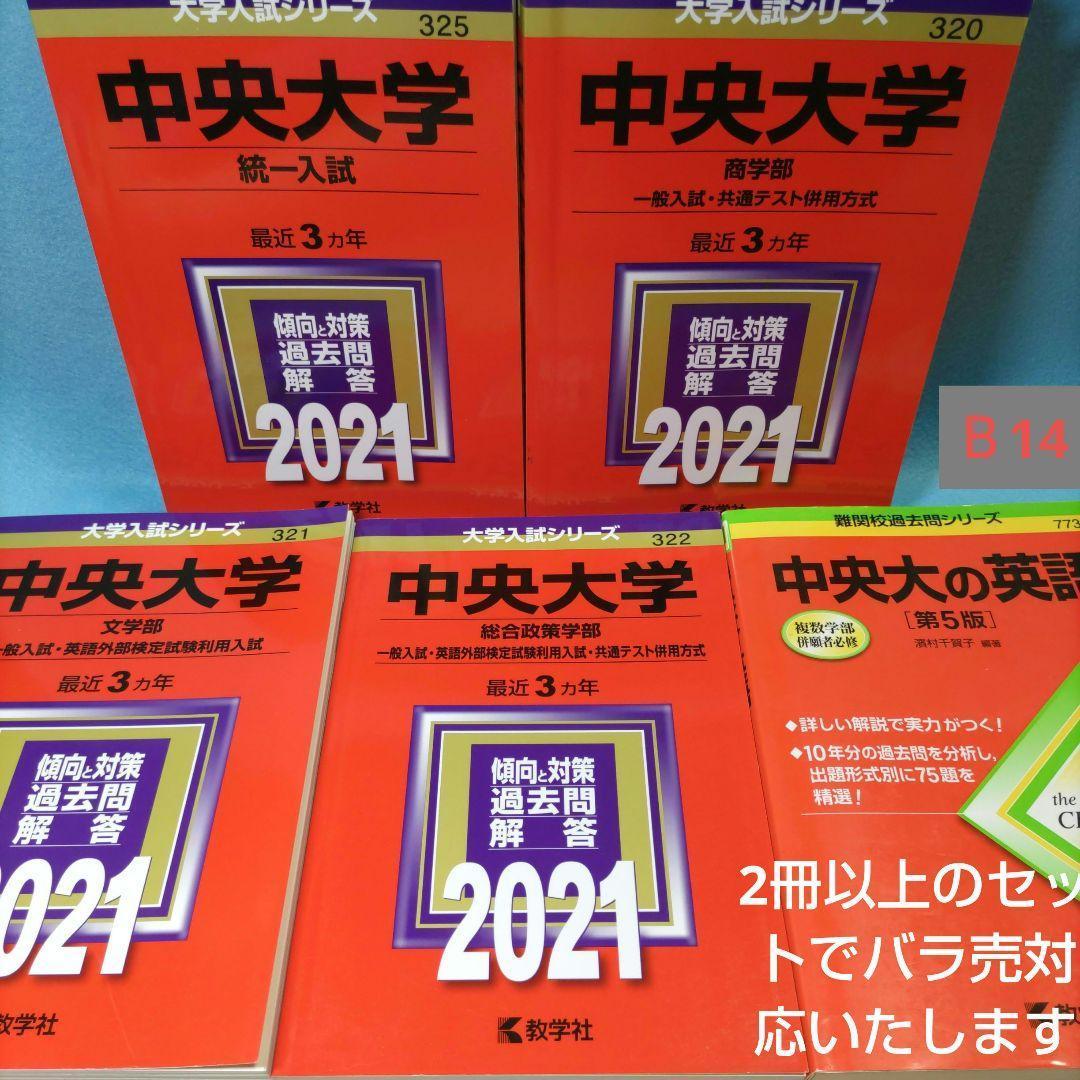 大学入試シリーズ
325
中央大学
統一入試
最近3カ年
傾向と対策
過去問
解答
2021
教学社
大学入試シリーズ
320
中央大学
商学部
一般入試・共通テスト併用方式
最近3カ年
傾向と対策
過去問
解答
2021
教学社
B14
大学入試シリーズ
321
中央大学
文学部
一般入試・英語外部検定試験利用入試
最近3カ年
傾向と対策
過去問
解答
2021
教学社
大学入試シリーズ
322
中央大学
総合政策学部
一般入試・英語外部検定試験利用入試・共通テスト併用方式
最近3カ年
傾向と対策
過去問
解答
2021
教学社
難関校過去問シリーズ
773
中央大の英語
[第5版]
複数学部
併願者必修
濱村千賀子 編著
◆詳しい解説で実力がつく!
◆10年分の過去問を分析し,
出題形式別に75題を
精選!
the
2冊以上のセッ
トでバラ売対
応いたします